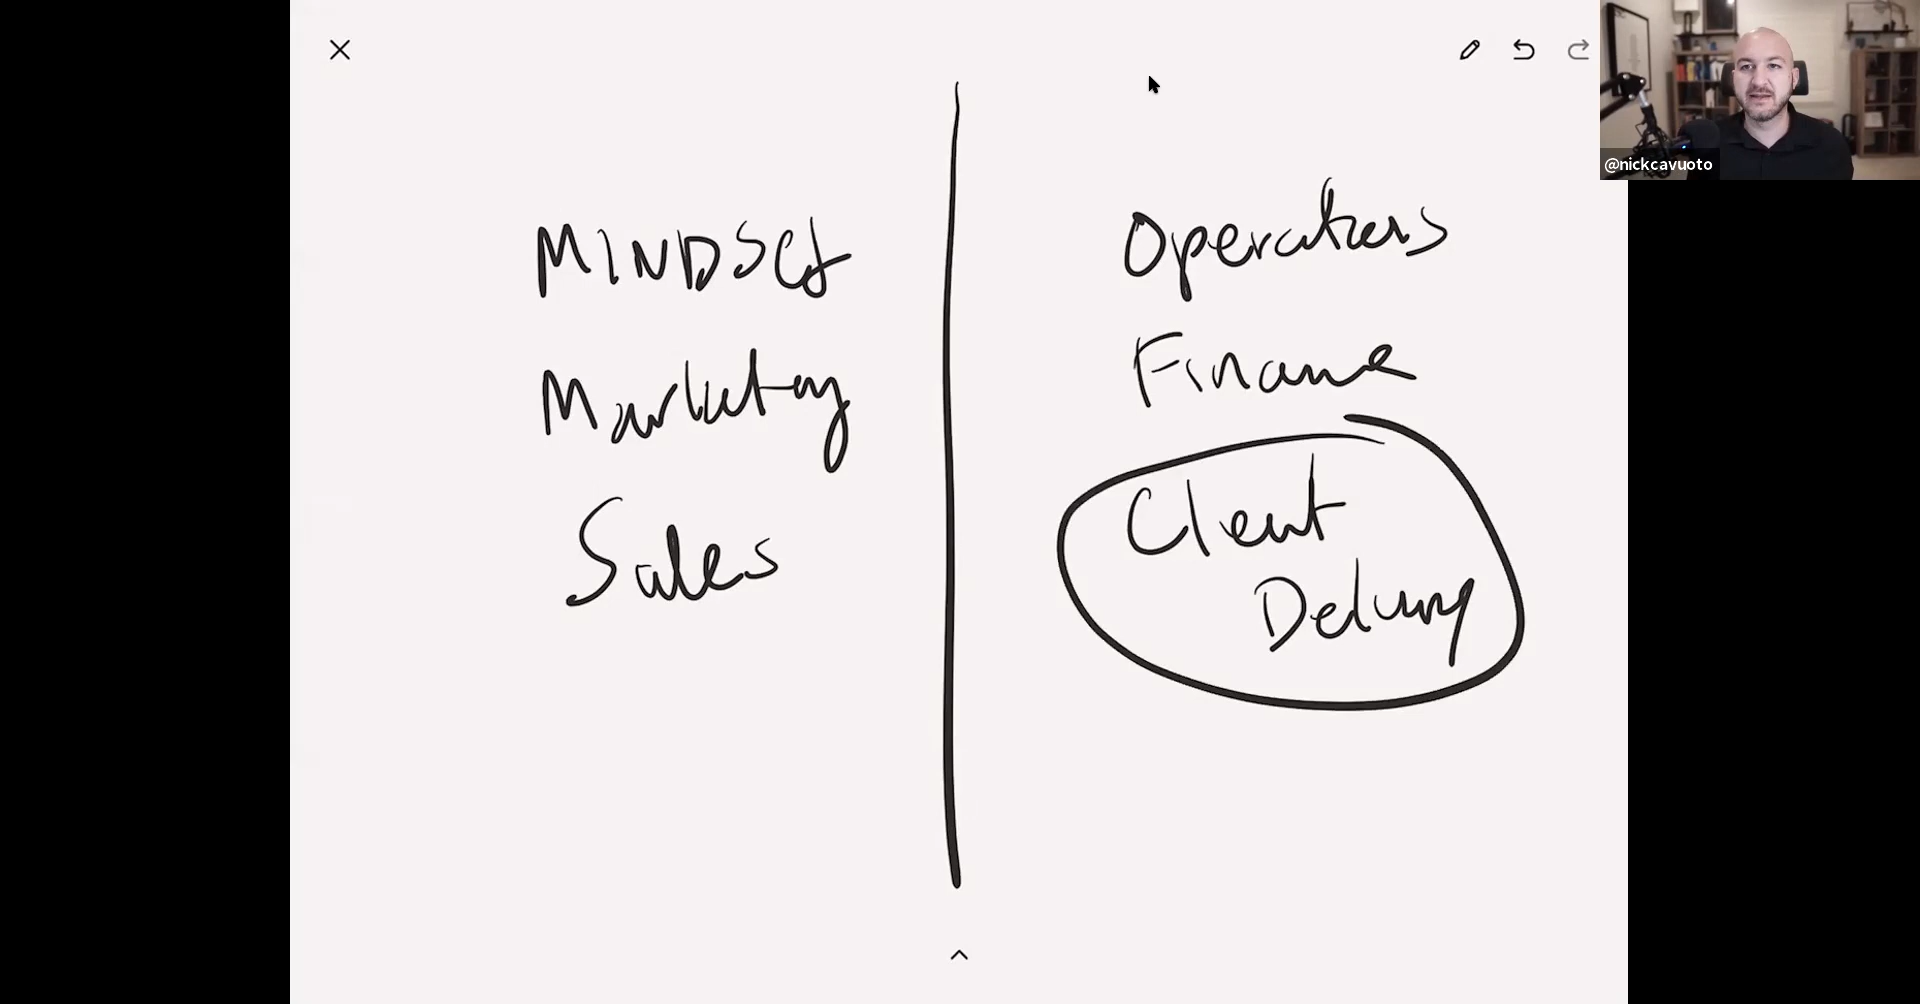 @nickcavuoto
MINDSet
Marketing
Sales
Operations
Finance
Client
Delivery